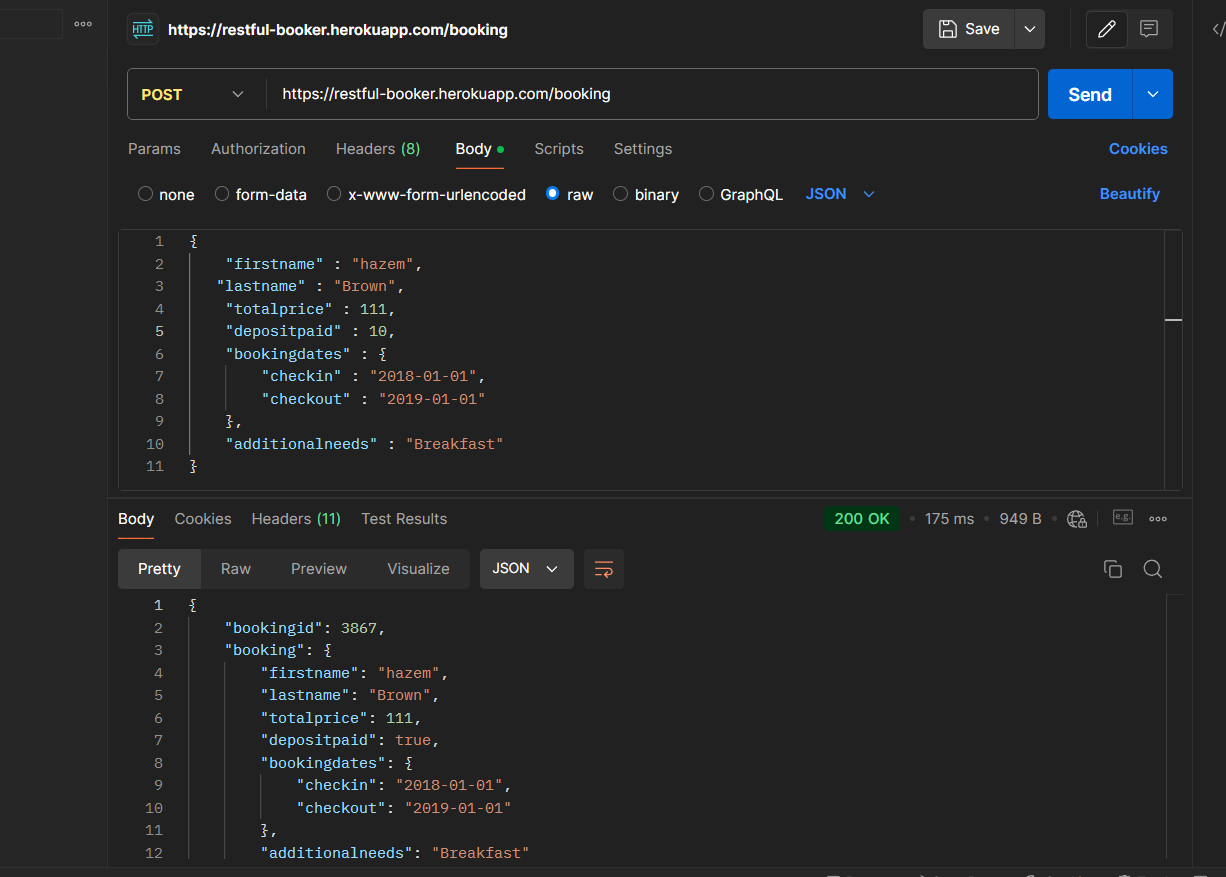 HTTP https://restful-booker.herokuapp.com/booking Save
POST https://restful-booker.herokuapp.com/booking Send
Params Authorization Headers (8) Body Scripts Settings Cookies
none form-data x-www-form-urlencoded raw binary GraphQL JSON Beautify
1 {
2 "firstname" : "hazem",
3 "lastname" : "Brown",
4 "totalprice" : 111,
5 "depositpaid" : 10,
6 "bookingdates" : {
7 "checkin" : "2018-01-01",
8 "checkout" : "2019-01-01"
9 },
10 "additionalneeds" : "Breakfast"
11 }
Body Cookies Headers (11) Test Results 200 OK 175 ms 949 B e.g.
Pretty Raw Preview Visualize JSON
1 {
2 "bookingid": 3867,
3 "booking": {
4 "firstname": "hazem",
5 "lastname": "Brown",
6 "totalprice": 111,
7 "depositpaid": true,
8 "bookingdates": {
9 "checkin": "2018-01-01",
10 "checkout": "2019-01-01"
11 },
12 "additionalneeds": "Breakfast"